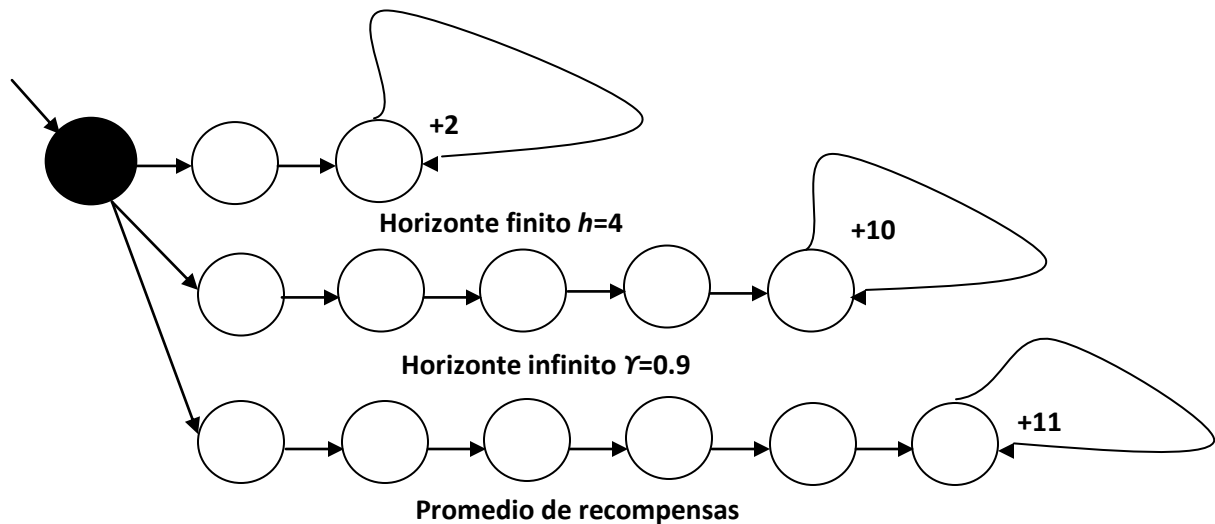 +2
Horizonte finito h=4
+10
Horizonte infinito ϒ=0.9
+11
Promedio de recompensas